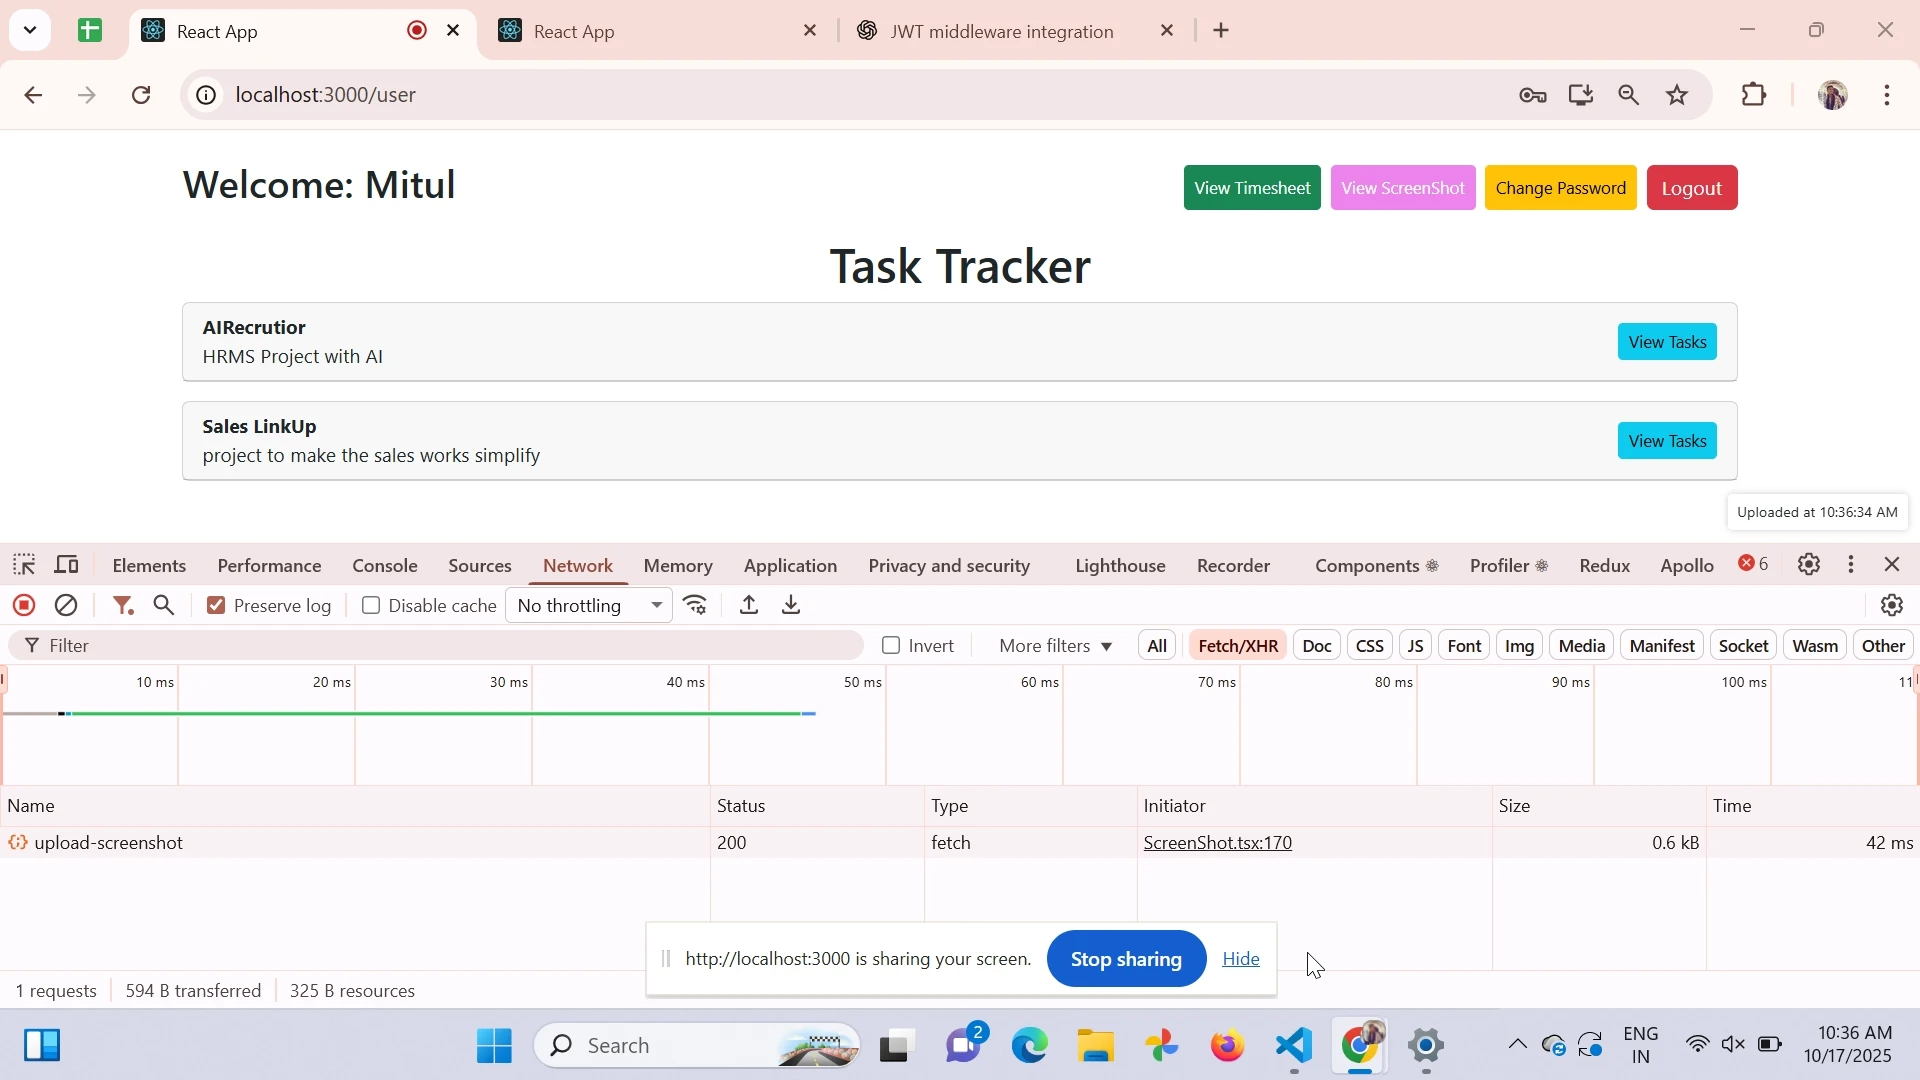 React App
React App
JWT middleware integration
localhost:3000/user
Welcome: Mitul
View Timesheet
View ScreenShot
Change Password
Logout
Task Tracker
AIRecrutior
HRMS Project with AI
View Tasks
Sales LinkUp
project to make the sales works simplify
View Tasks
Uploaded at 10:36:34 AM
Elements Performance Console Sources Network Memory Application Privacy and security Lighthouse Recorder Components Profiler Redux Apollo 6
Preserve log Disable cache No throttling
Filter Invert More filters All Fetch/XHR Doc CSS JS Font Img Media Manifest Socket Wasm Other
10 ms 20 ms 30 ms 40 ms 50 ms 60 ms 70 ms 80 ms 90 ms 100 ms 11
Name Status Type Initiator Size Time
upload-screenshot 200 fetch ScreenShot.tsx:170 0.6 kB 42 ms
http://localhost:3000 is sharing your screen. Stop sharing Hide
1 requests 594 B transferred 325 B resources
Search
2
ENG
IN
10:36 AM
10/17/2025